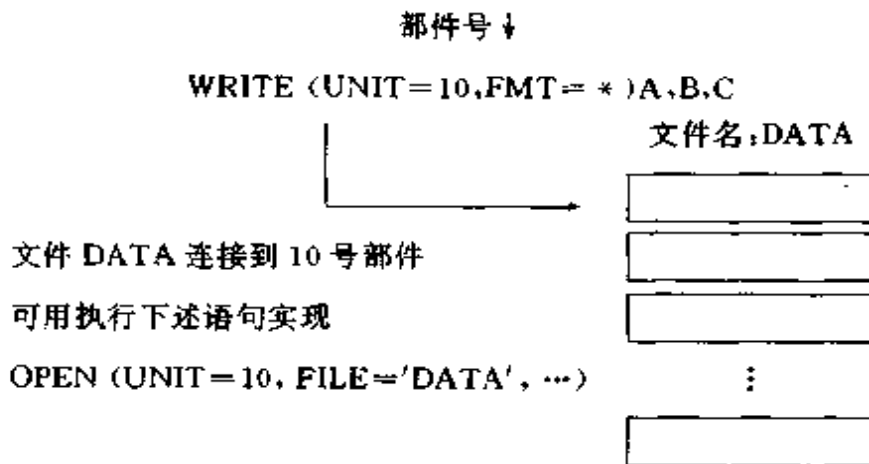 部件号↓
WRITE (UNIT=10,FMT= * )A,B,C
文件名:DATA
文件 DATA 连接到 10 号部件
可用执行下述语句实现
OPEN (UNIT=10, FILE='DATA', …)
⋮